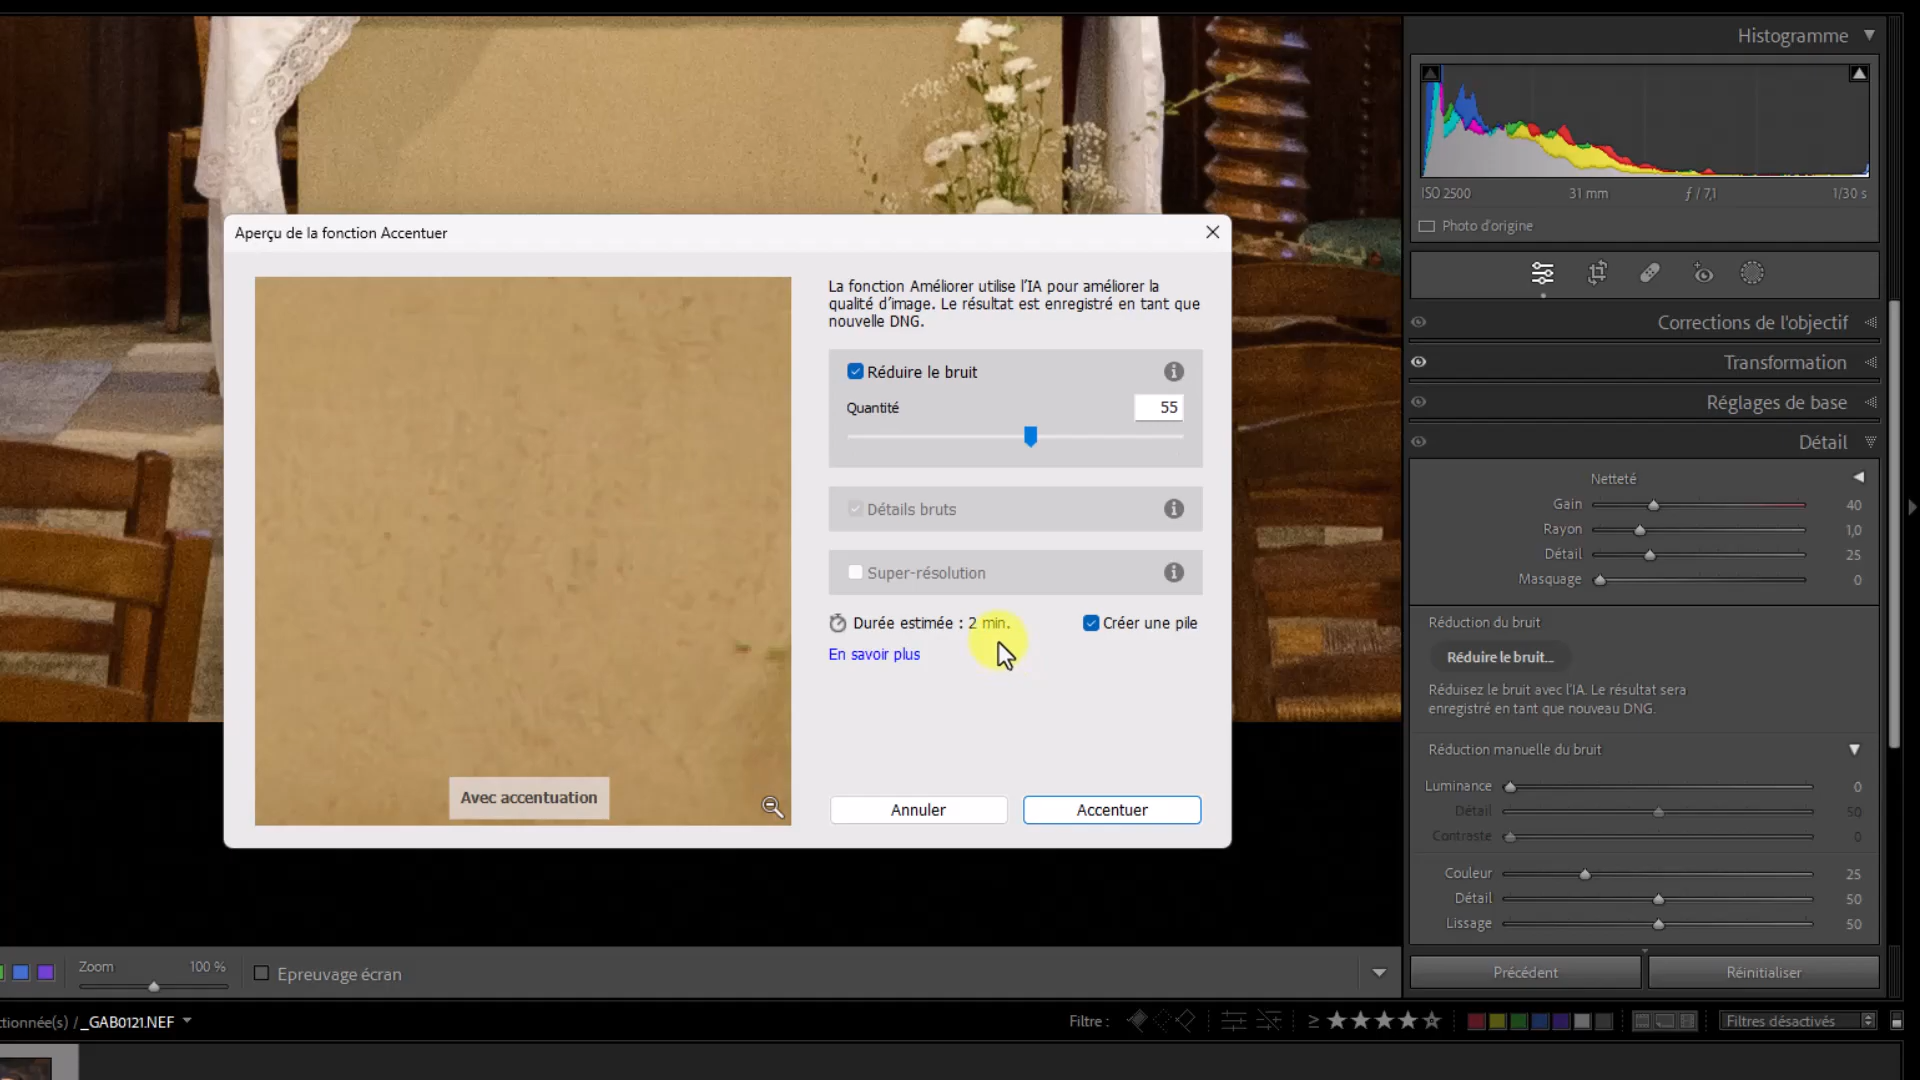 Histogramme
ISO 2500 31 mm ƒ / 7,1 1/30 s
Photo d'origine
Corrections de l'objectif
Transformation
Réglages de base
Détail
Netteté
Gain 40
Rayon 1,0
Détail 25
Masquage 0
Réduction du bruit
Réduire le bruit...
Réduisez le bruit avec l'IA. Le résultat sera
enregistré en tant que nouveau DNG.
Réduction manuelle du bruit
Luminance 0
Détail 50
Contraste 0
Couleur 25
Détail 50
Lissage 50
Précédent Réinitialiser
Aperçu de la fonction Accentuer
La fonction Améliorer utilise l'IA pour améliorer la
qualité d'image. Le résultat est enregistré en tant que
nouvelle DNG.
Réduire le bruit
Quantité 55
Détails bruts
Super-résolution
Durée estimée : 2 min. Créer une pile
En savoir plus
Avec accentuation
Annuler Accentuer
Zoom 100 % Epreuvage écran
ctionnée(s) / _GAB0121.NEF Filtre : ≥ Filtres désactivés